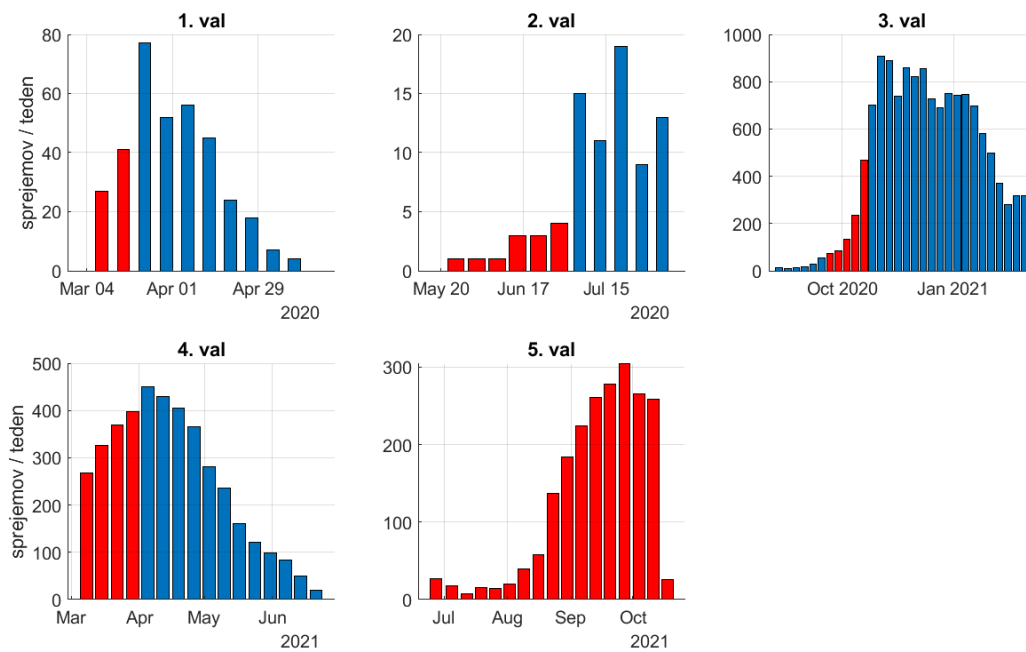 1. val
80
60
40
20
0
sprejemov / teden
Mar 04 Apr 01 Apr 29
2020
2. val
20
15
10
5
0
May 20 Jun 17 Jul 15
2020
3. val
1000
800
600
400
200
0
Oct 2020 Jan 2021
4. val
500
400
300
200
100
0
sprejemov / teden
Mar Apr May Jun
2021
5. val
300
200
100
0
Jul Aug Sep Oct
2021